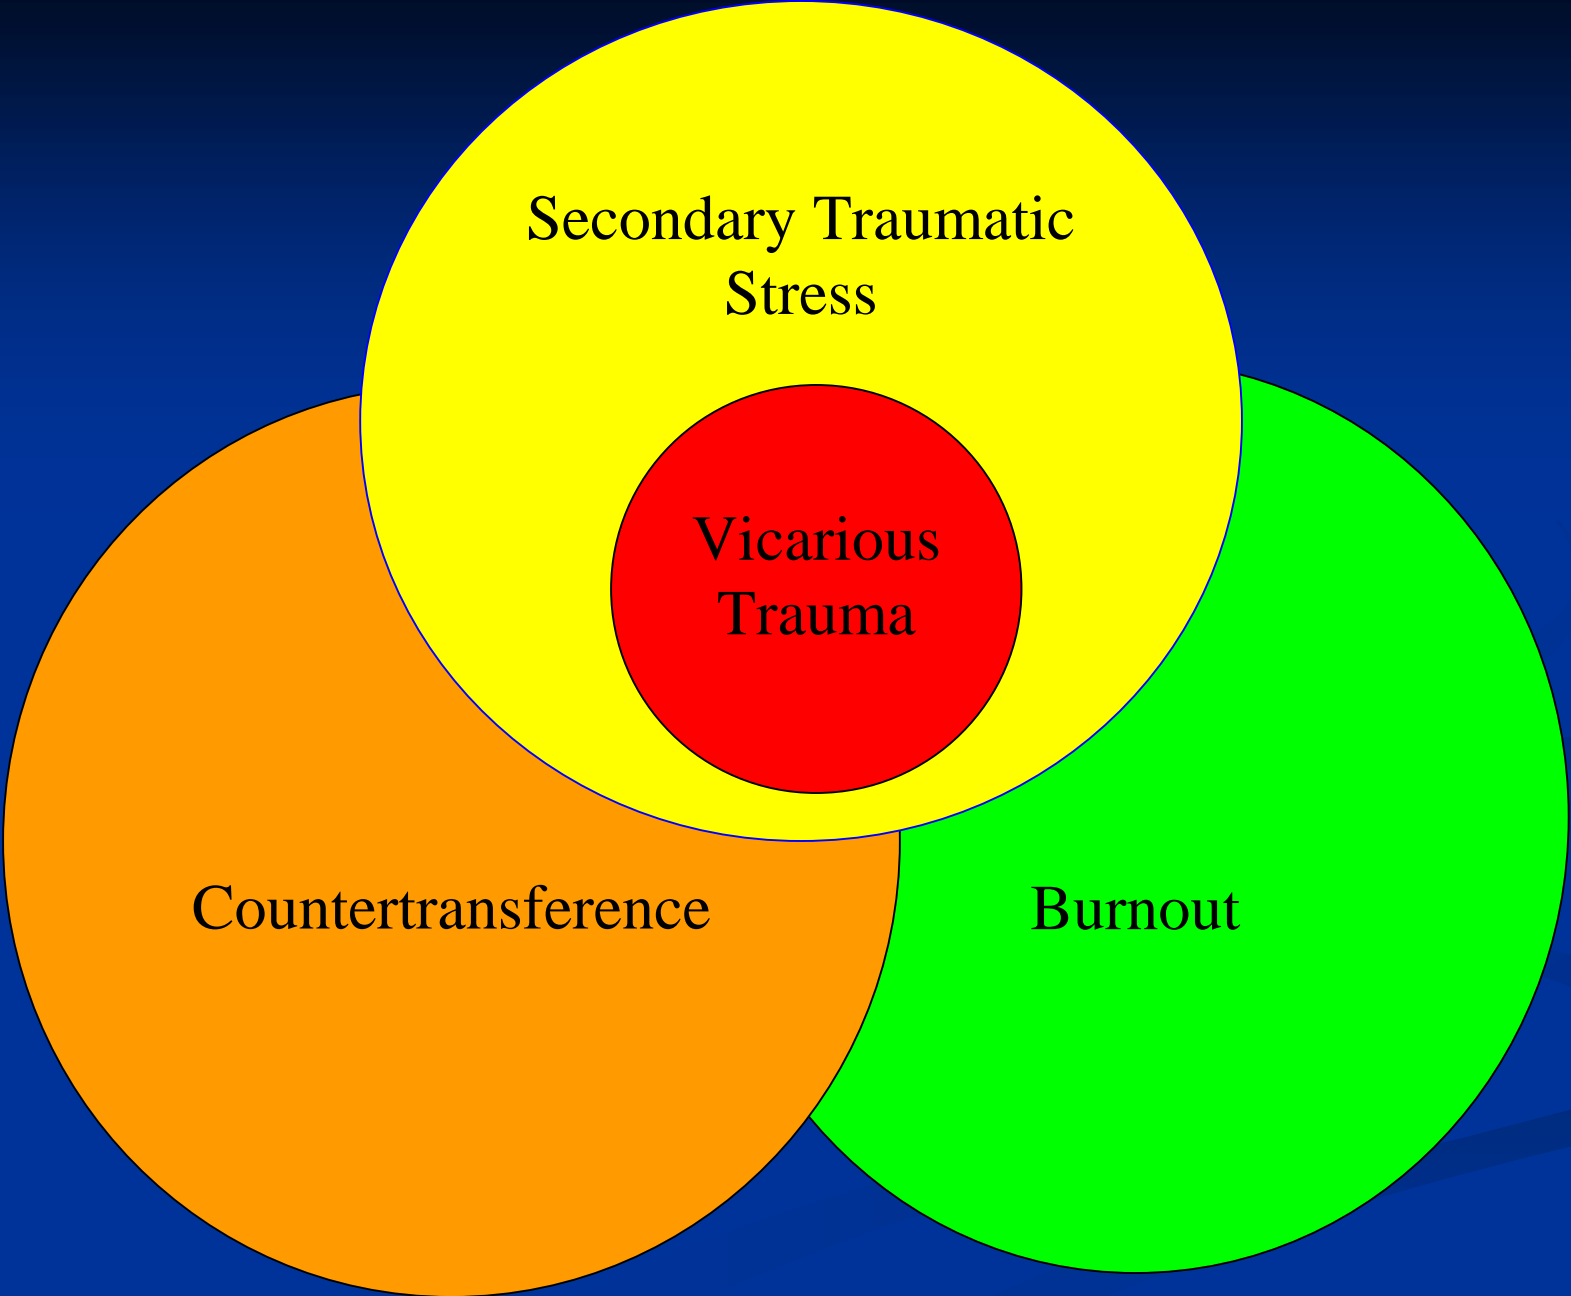 Secondary Traumatic
Stress
Vicarious
Trauma
Countertransference
Burnout